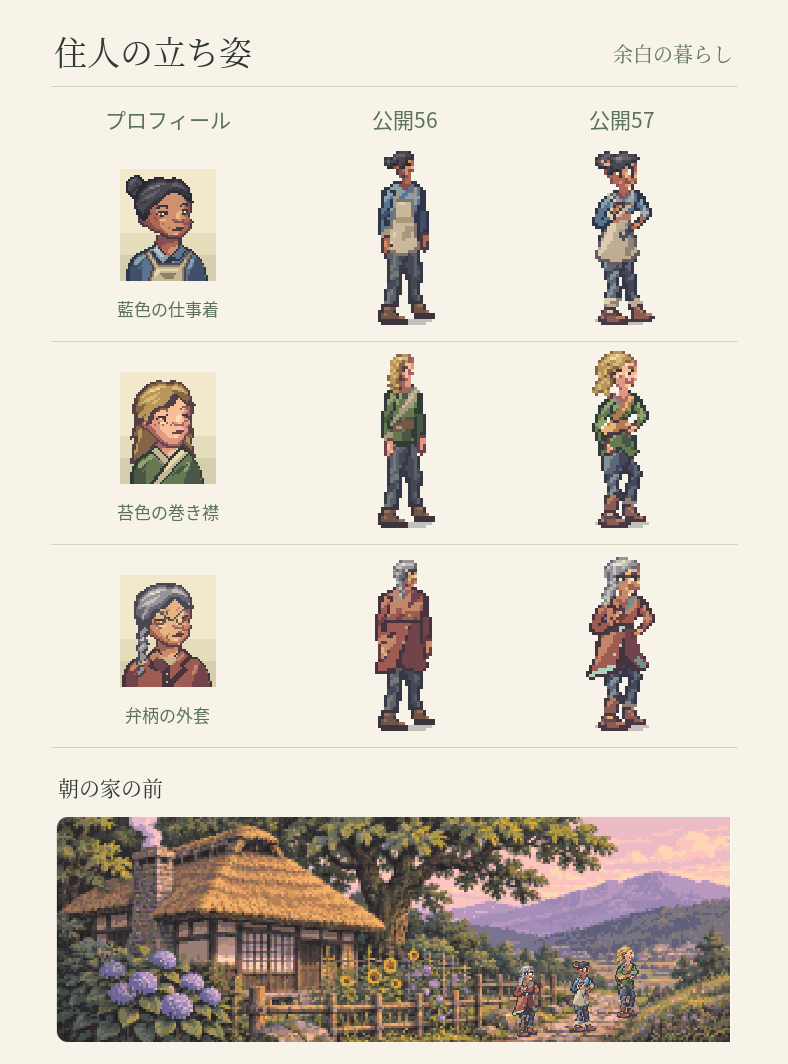 住人の立ち姿
余白の暮らし
プロフィール 公開56 公開57
藍色の仕事着
苔色の巻き襟
弁柄の外套
朝の家の前